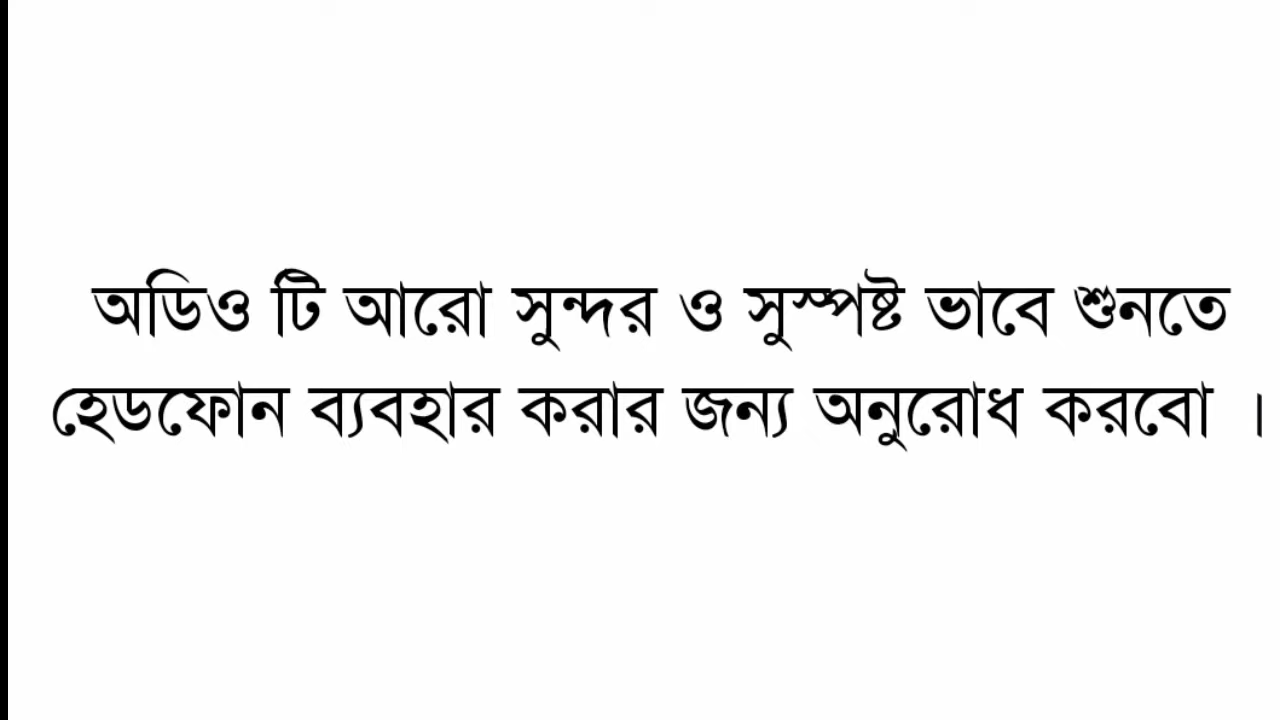 অডিও টি আরো সুন্দর ও সুস্পষ্ট ভাবে শুনতে
হেডফোন ব্যবহার করার জন্য অনুরোধ করবো ।